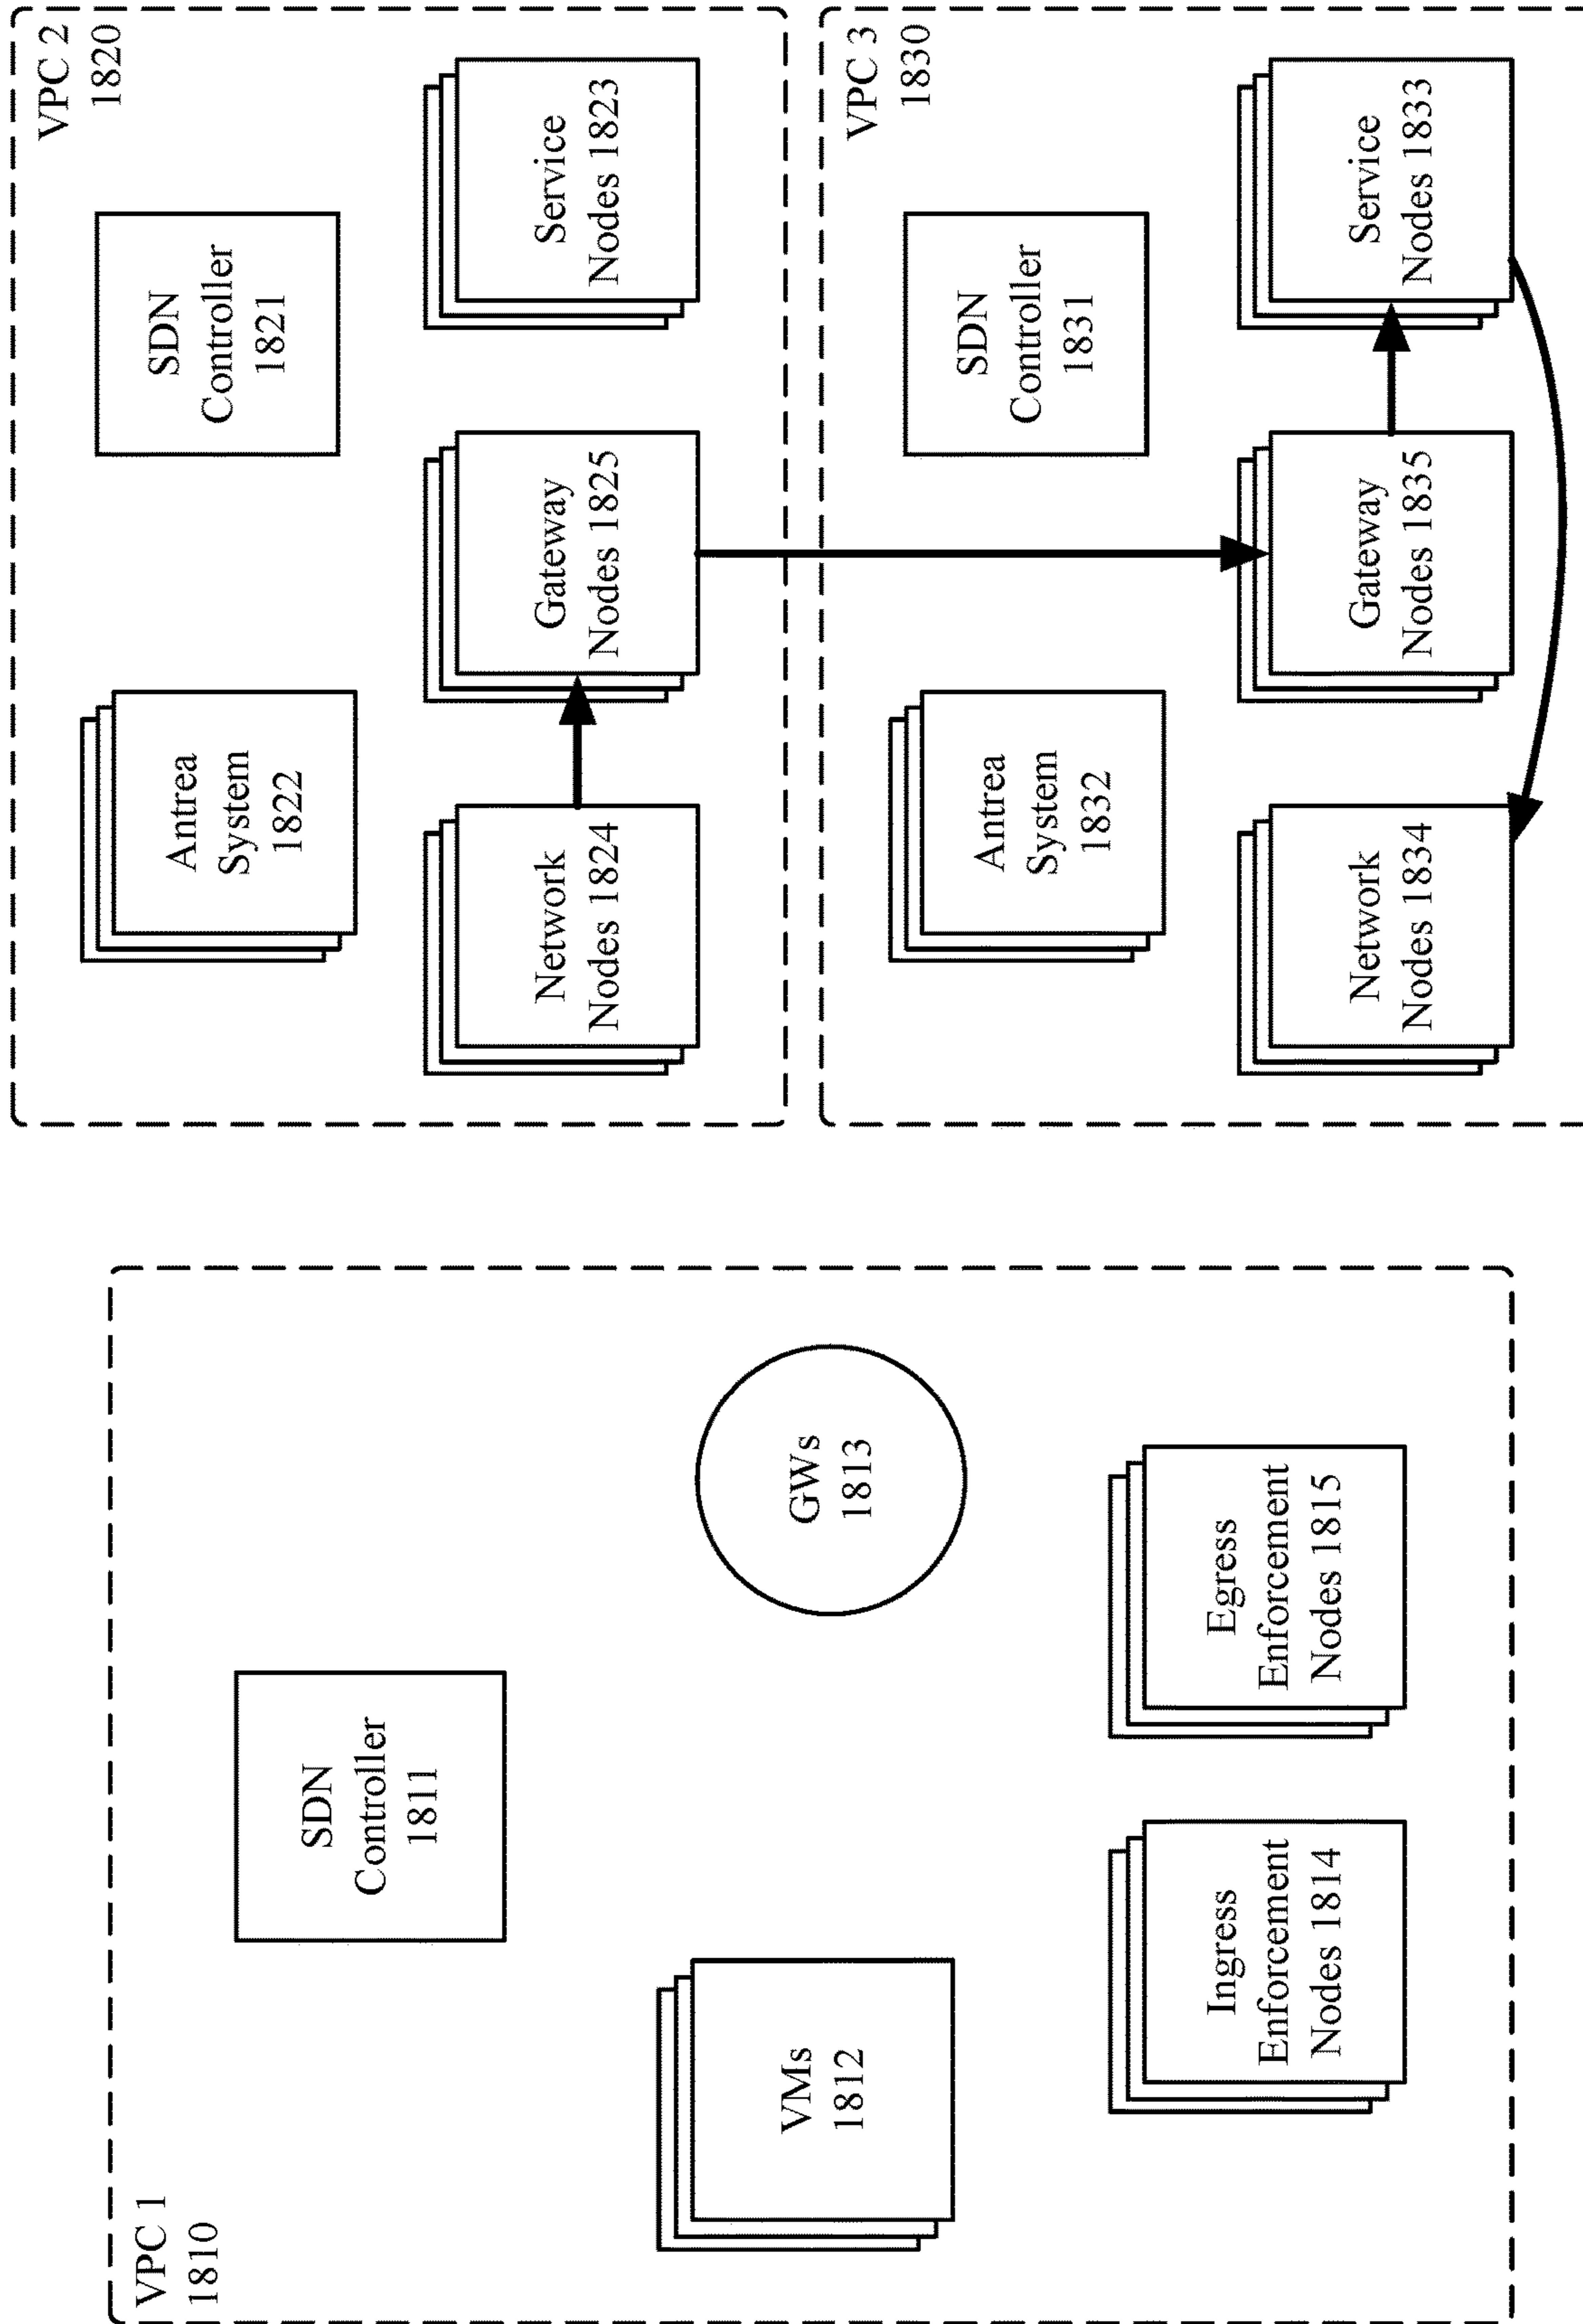 VPC 1
1810
SDN
Controller
1811
VMs
1812
GWs
1813
Ingress
Enforcement
Nodes 1814
Egress
Enforcement
Nodes 1815
VPC 2
1820
Antrea
System
1822
SDN
Controller
1821
Network
Nodes 1824
Gateway
Nodes 1825
Service
Nodes 1823
VPC 3
1830
Antrea
System
1832
SDN
Controller
1831
Network
Nodes 1834
Gateway
Nodes 1835
Service
Nodes 1833